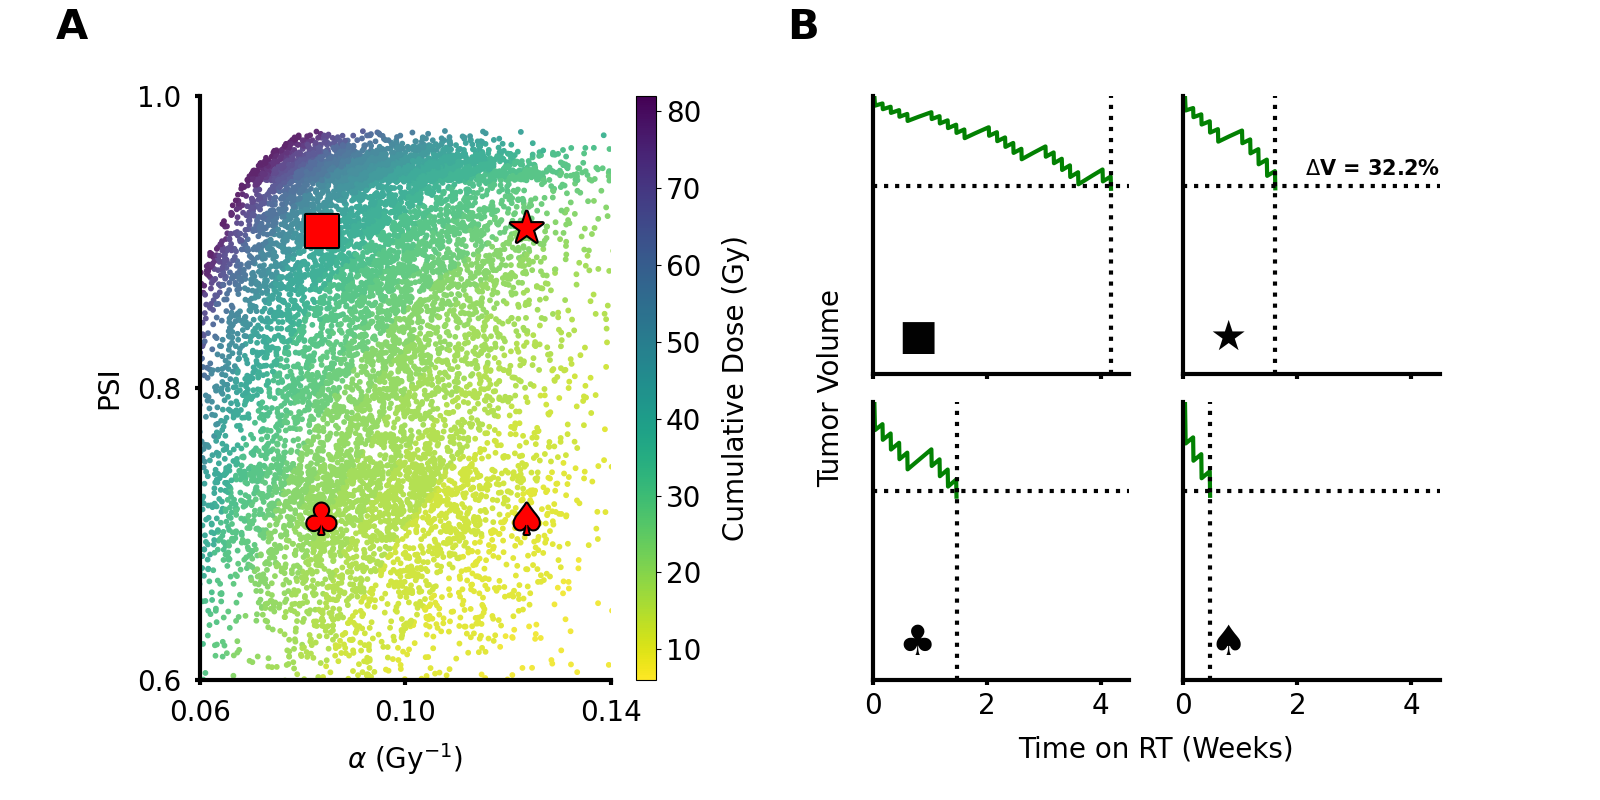 A
1.0
0.8
0.6
PSI
0.06
0.10
0.14
α (Gy⁻¹)
80
70
60
50
40
30
20
10
Cumulative Dose (Gy)
B
Tumor Volume
ΔV = 32.2%
0
2
4
0
2
4
Time on RT (Weeks)